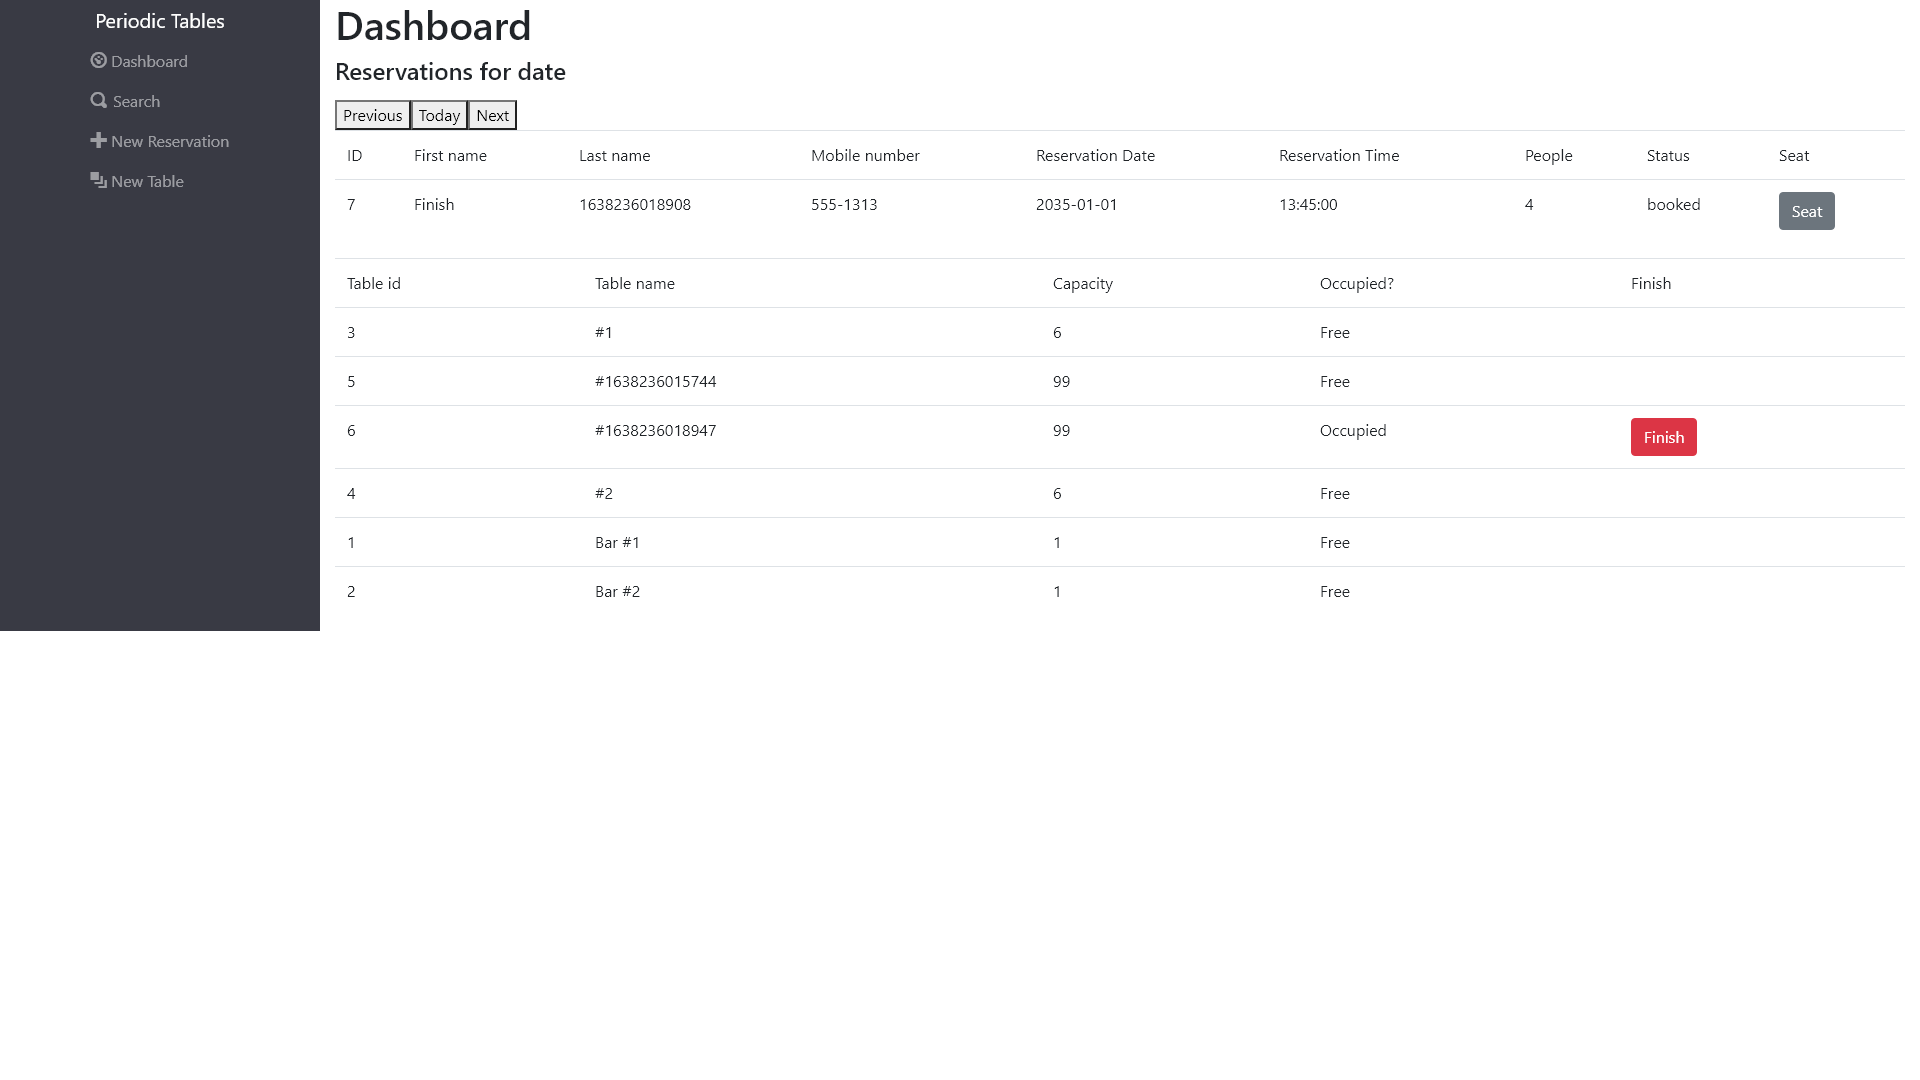 Periodic Tables
Dashboard
Search
New Reservation
New Table
Dashboard
Reservations for date
Previous Today Next
ID First name Last name Mobile number Reservation Date Reservation Time People Status Seat
7 Finish 1638236018908 555-1313 2035-01-01 13:45:00 4 booked Seat
Table id Table name Capacity Occupied? Finish
3 #1 6 Free
5 #1638236015744 99 Free
6 #1638236018947 99 Occupied Finish
4 #2 6 Free
1 Bar #1 1 Free
2 Bar #2 1 Free